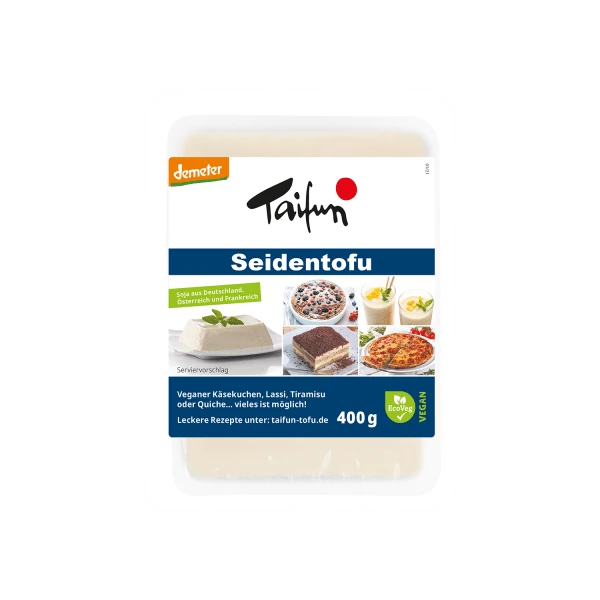 demeter
Taifun
Seidentofu
Soja aus Deutschland,
Österreich und Frankreich
Serviervorschlag
Veganer Käsekuchen, Lassi, Tiramisu
oder Quiche... vieles ist möglich!
Leckere Rezepte unter: taifun-tofu.de
400 g
EcoVeg
VEGAN